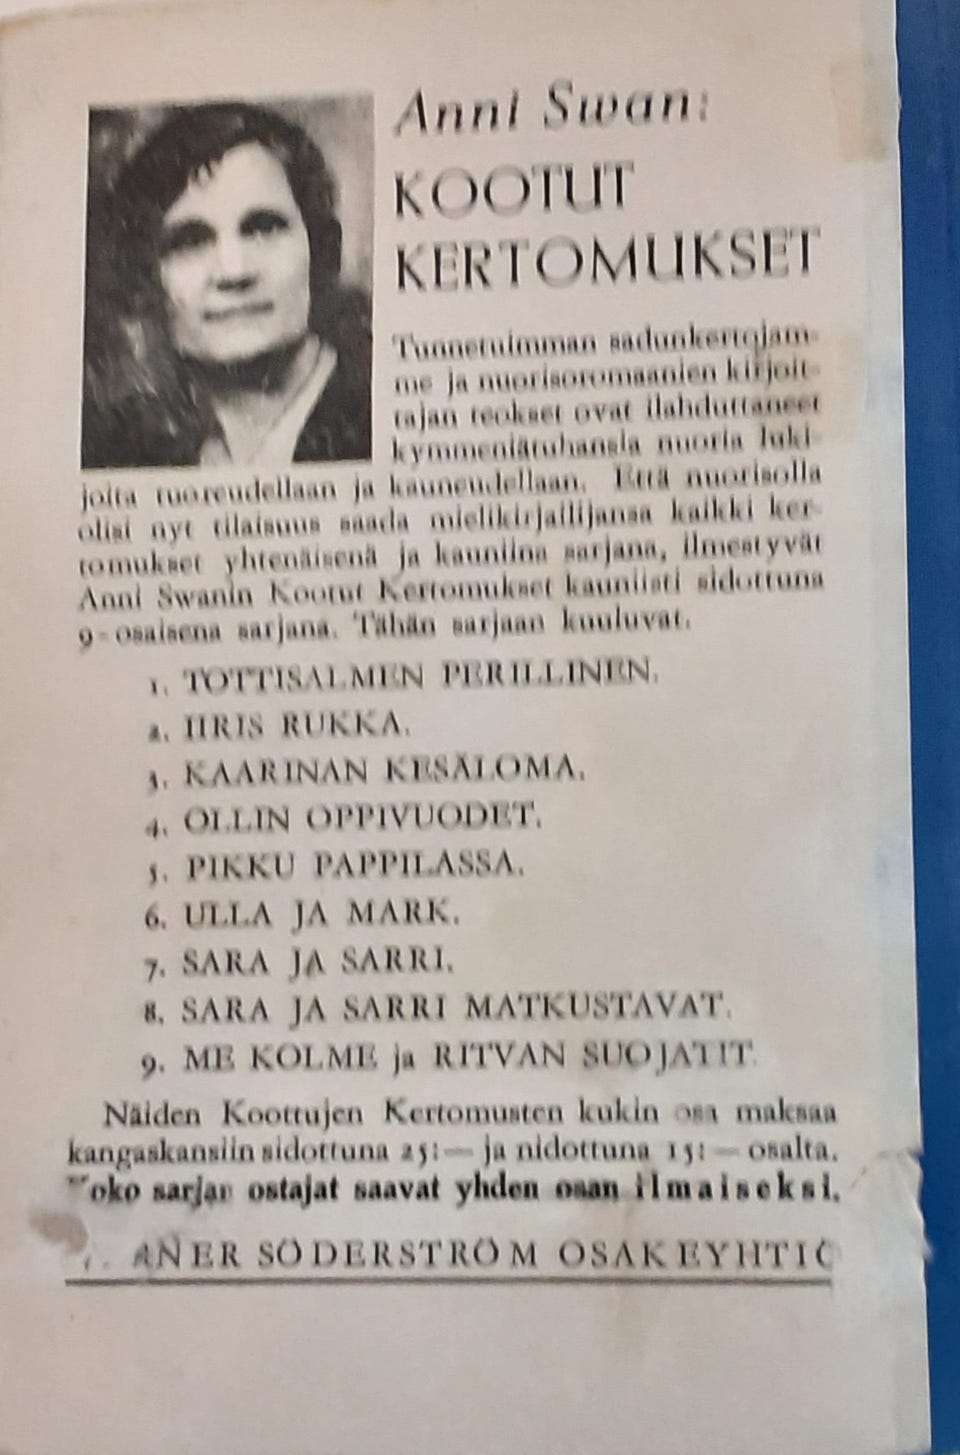 Anni Swan:
KOOTUT
KERTOMUKSET
Tunnetuimman sadunkertojam-
me ja nuorisoromaanien kirjoit-
tajan teokset ovat ilahduttaneet
kymmeniätuhansia nuoria luki-
joita tuoreudellaan ja kauneudellaan. Että nuorisolla
olisi nyt tilaisuus saada mielikirjailijansa kaikki ker-
tomukset yhtenäisenä ja kauniina sarjana, ilmestyvät
Anni Swanin Kootut Kertomukset kauniisti sidottuna
9-osaisena sarjana. Tähän sarjaan kuuluvat.
1. TOTTISALMEN PERILLINEN.
2. IIRIS RUKKA.
3. KAARINAN KESÄLOMA.
4. OLLIN OPPIVUODET.
5. PIKKU PAPPILASSA.
6. ULLA JA MARK.
7. SARA JA SARRI.
8. SARA JA SARRI MATKUSTAVAT.
9. ME KOLME ja RITVAN SUOJATIT.
Näiden Koottujen Kertomusten kukin osa maksaa
kangaskansiin sidottuna 25:— ja nidottuna 15:— osalta.
oko sarjan ostajat saavat yhden osan ilmaiseksi.
ANER SÖDERSTRÖM OSAKEYHTIÖ